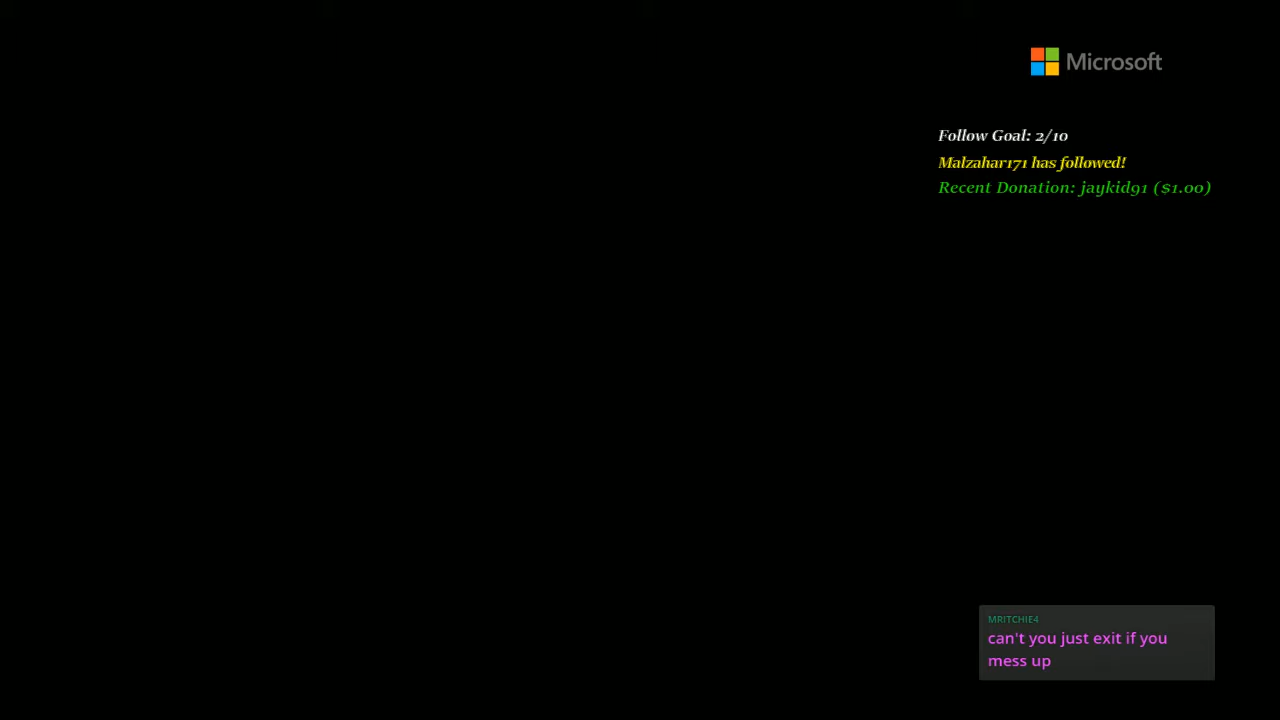 Microsoft
Follow Goal: 2/10
Malzahar171 has followed!
Recent Donation: jaykid91 ($1.00)
MRITCHIE4
can't you just exit if you
mess up